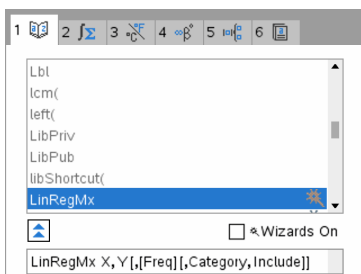 1 2 ∫Σ 3 °C °F 4 ∞β° 5 6
Lbl
lcm(
left(
LibPriv
LibPub
libShortcut(
LinRegMx
Wizards On
LinRegMx X,Y[,[Freq][,Category,Include]]